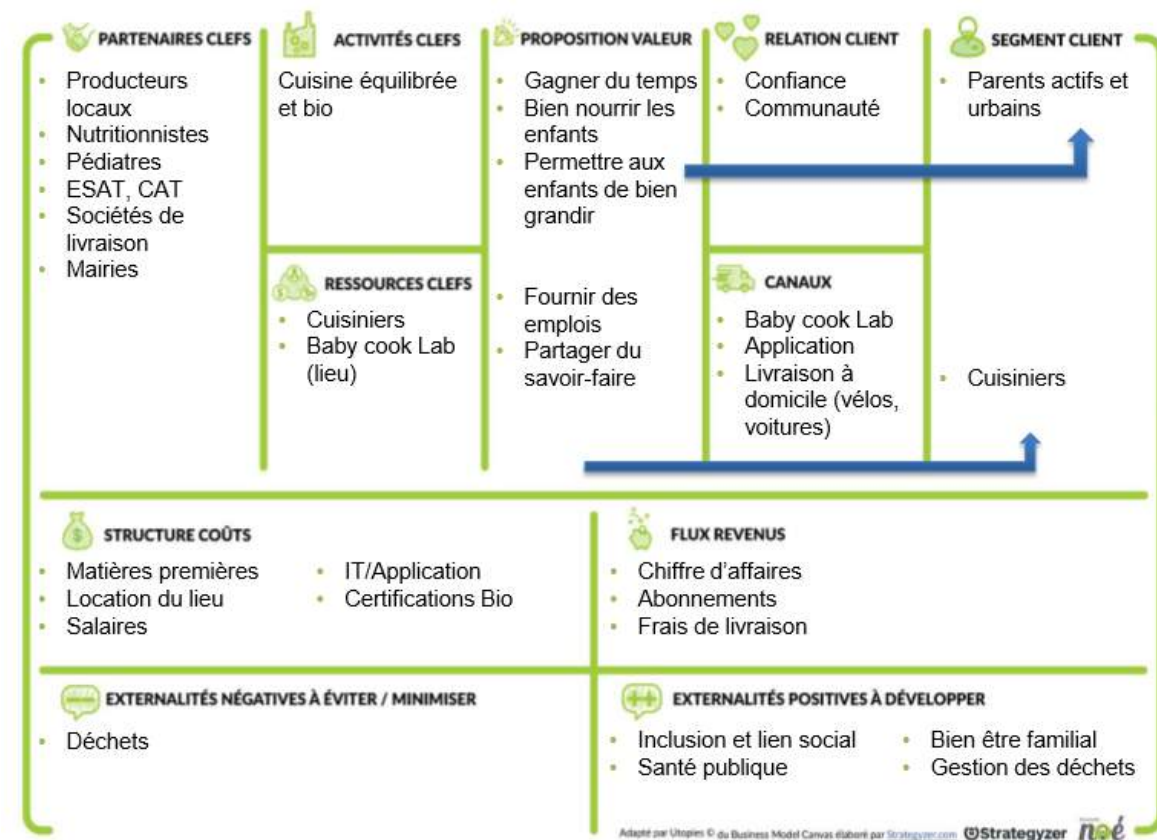 PARTENAIRES CLEFS
Producteurs
locaux
Nutritionnistes
Pédiatres
ESAT, CAT
Sociétés de
livraison
Mairies
ACTIVITÉS CLEFS
Cuisine équilibrée
et bio
RESSOURCES CLEFS
Cuisiniers
Baby cook Lab
(lieu)
PROPOSITION VALEUR
Gagner du temps
Bien nourrir les
enfants
Permettre aux
enfants de bien
grandir
Fournir des
emplois
Partager du
savoir-faire
RELATION CLIENT
Confiance
Communauté
CANAUX
Baby cook Lab
Application
Livraison à
domicile (vélos,
voitures)
SEGMENT CLIENT
Parents actifs et
urbains
Cuisiniers
STRUCTURE COÛTS
Matières premières
Location du lieu
Salaires
IT/Application
Certifications Bio
FLUX REVENUS
Chiffre d'affaires
Abonnements
Frais de livraison
EXTERNALITÉS NÉGATIVES À ÉVITER / MINIMISER
Déchets
EXTERNALITÉS POSITIVES À DÉVELOPPER
Inclusion et lien social
Santé publique
Bien être familial
Gestion des déchets
Adapté par Utopies © du Business Model Canvas élaboré par Strategyzer.com
Strategyzer
noé